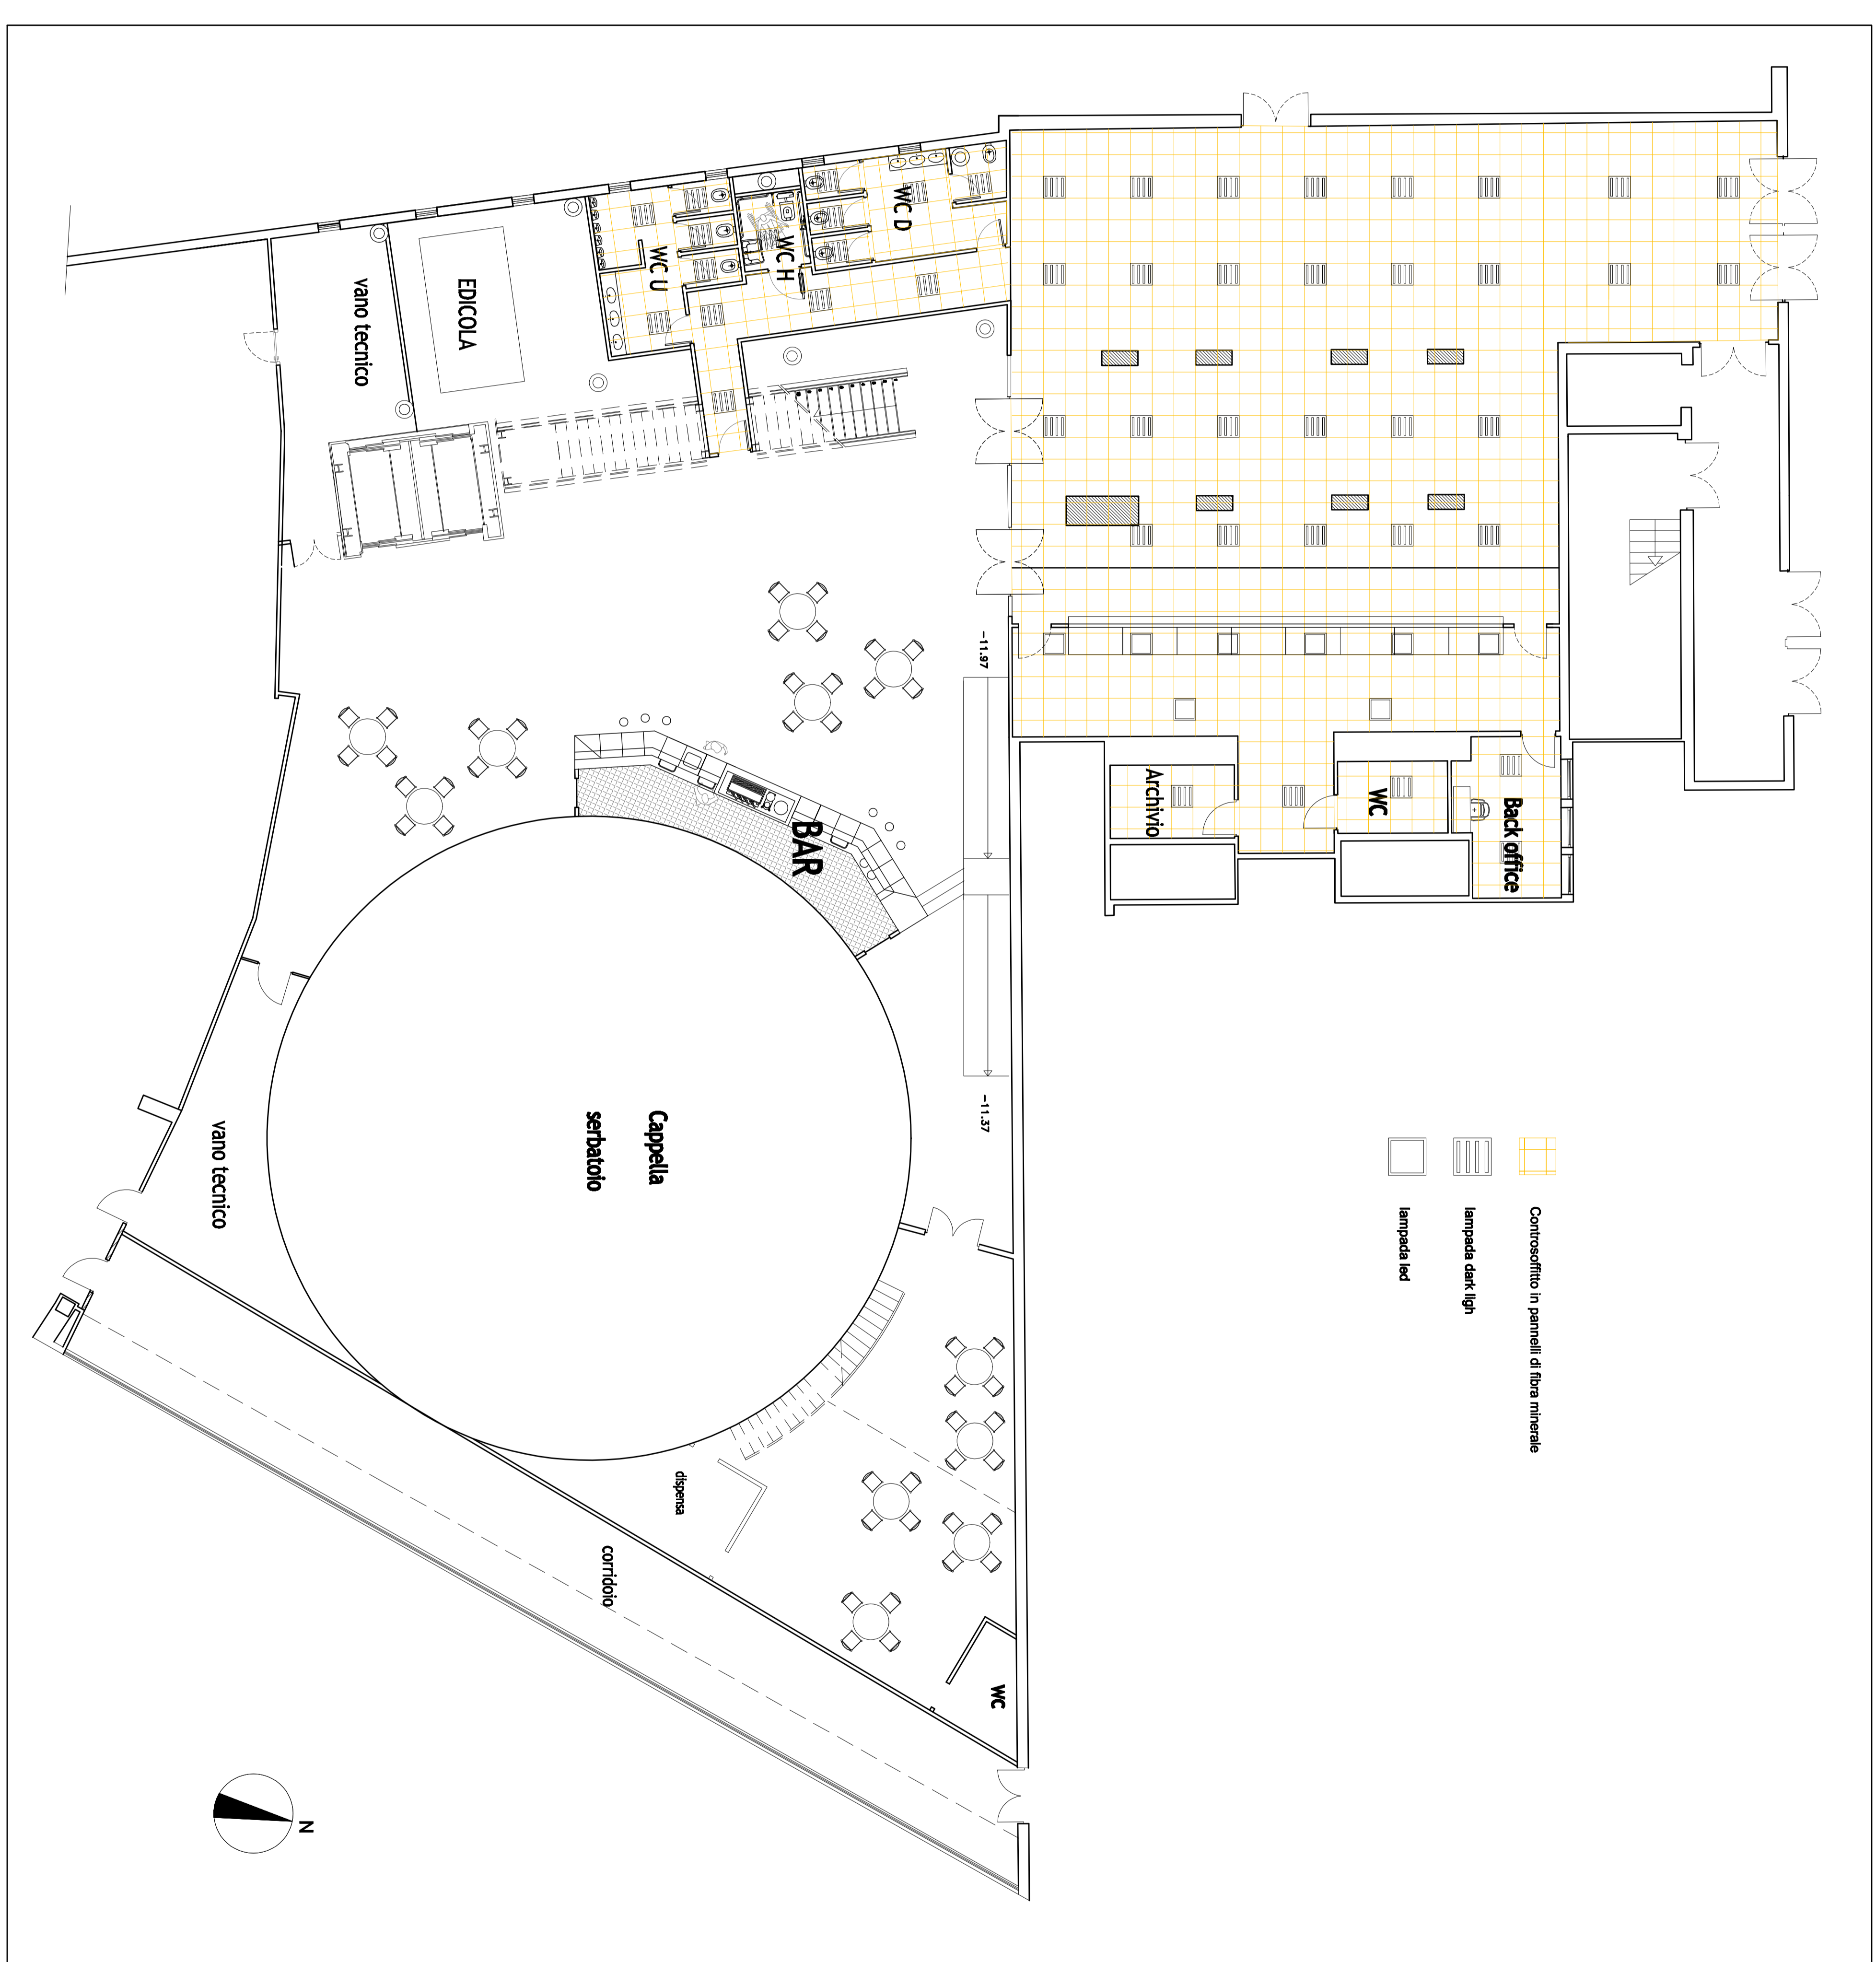 WC D
WC H
WC U
EDICOLA
vano tecnico
-11.97
BAR
Archivio
WC
Back office
-11.37
Cappella
serbatoio
vano tecnico
Controsoffitto in pannelli di fibra minerale
lampada dark ligh
lampada led
dispensa
corridoio
WC
N